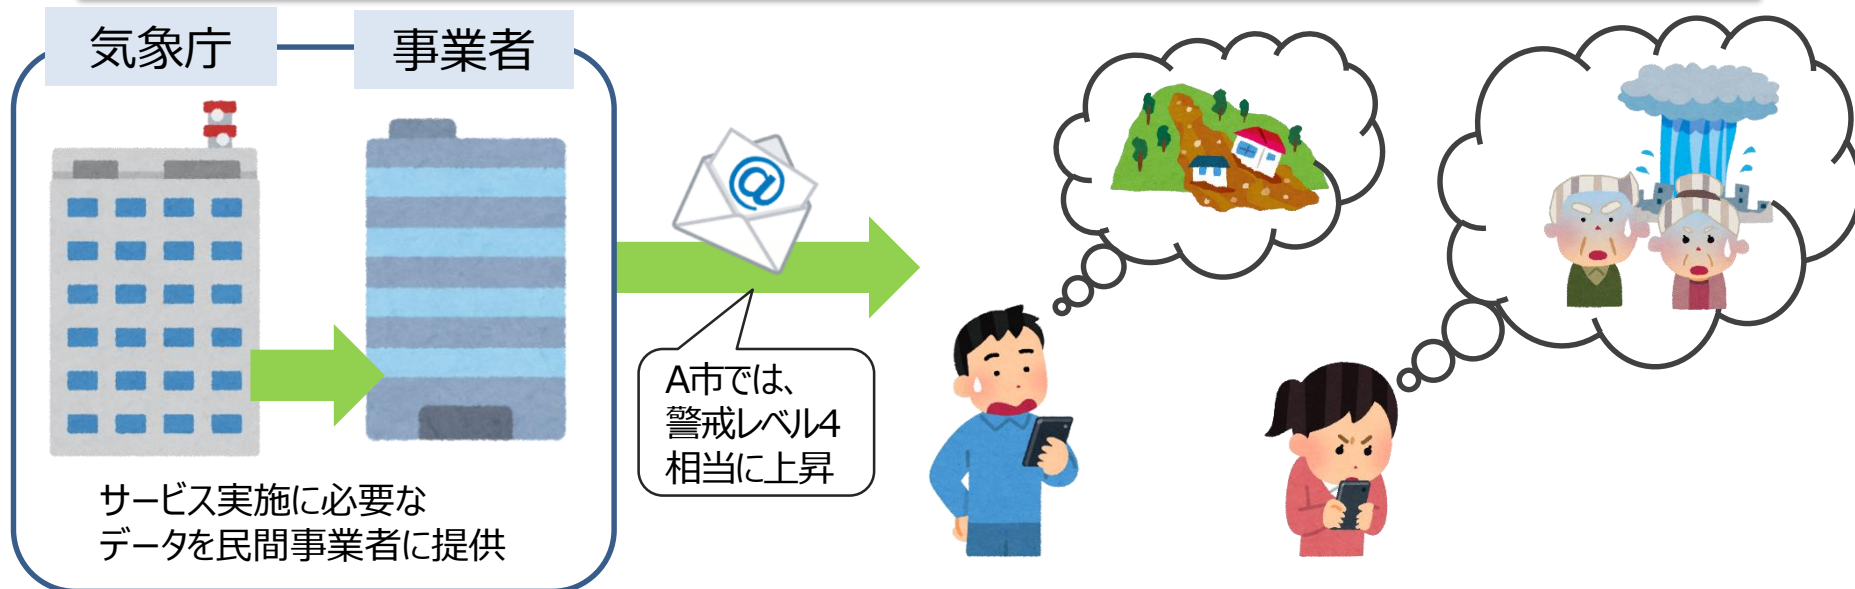 気象庁
事業者
@
A市では、
警戒レベル4
相当に上昇
サービス実施に必要な
データを民間事業者に提供